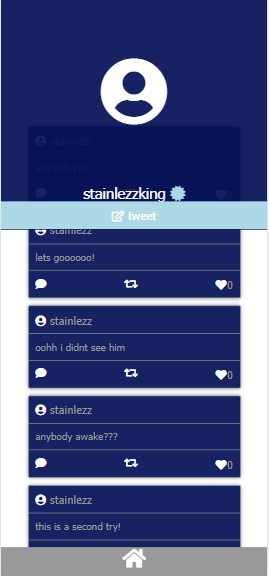 stainlezz
0
stainlezzking
tweet
stainlezz
lets goooooo!
0
stainlezz
oohh i didnt see him
0
stainlezz
anybody awake???
0
stainlezz
this is a second try!